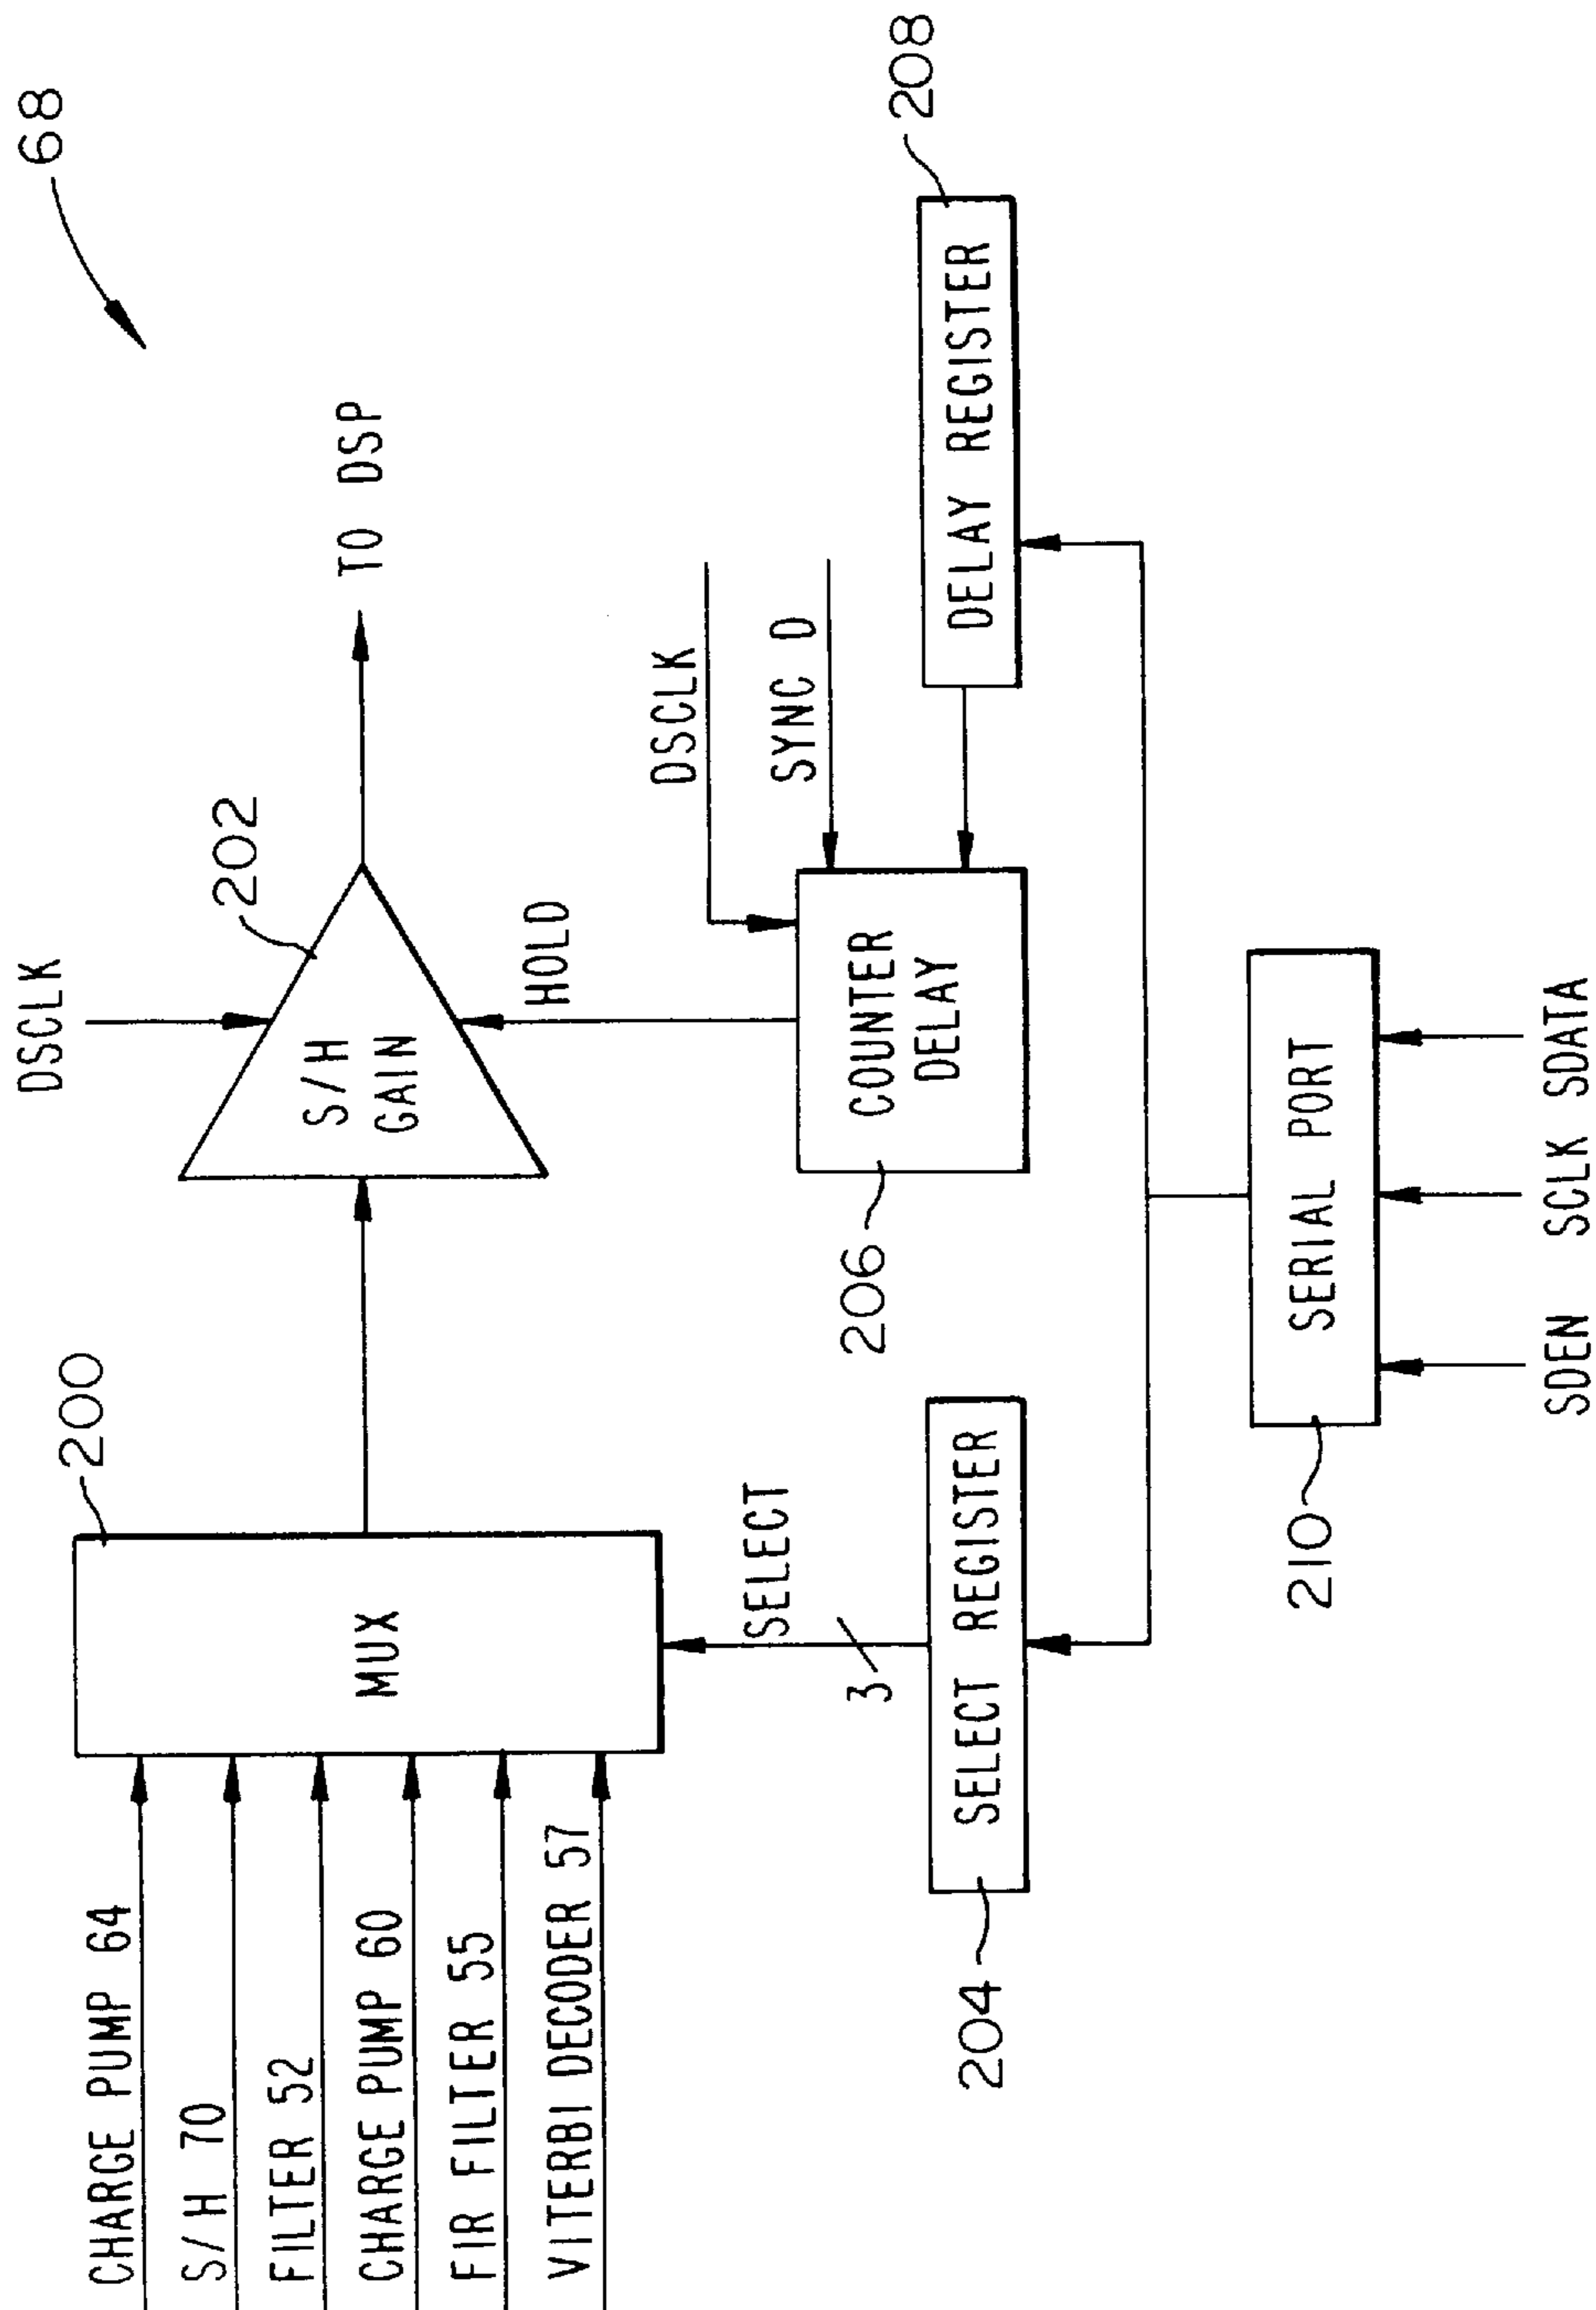 68
CHARGE PUMP 64
S/H 70
FILTER 52
CHARGE PUMP 60
FIR FILTER 55
VITERBI DECODER 57
MUX
200
DSCLK
S/H
GAIN
202
TO DSP
SELECT
3
HOLD
DSCLK
SYNC D
SELECT REGISTER
204
COUNTER
DELAY
206
DELAY REGISTER
208
SERIAL PORT
210
SDEN SCLK SDATA